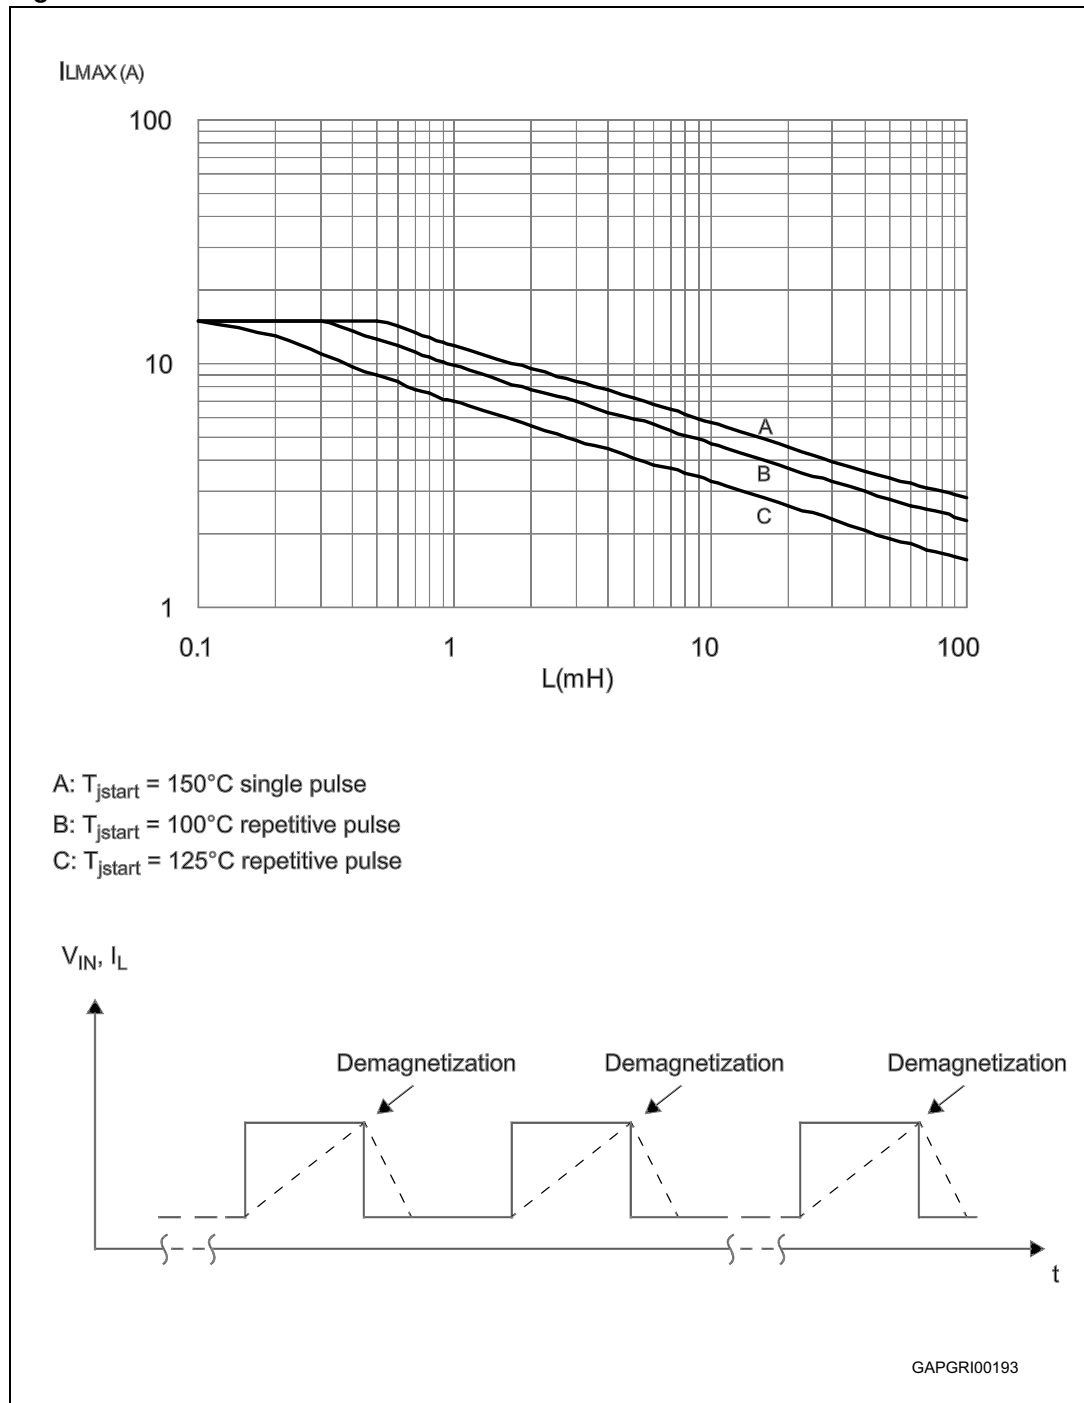 ILMAX (A)
100
10
1
A
B
C
0.1 1 10 100
L(mH)
A: Tjstart = 150°C single pulse
B: Tjstart = 100°C repetitive pulse
C: Tjstart = 125°C repetitive pulse
VIN, IL
Demagnetization Demagnetization Demagnetization
t
GAPGRI00193